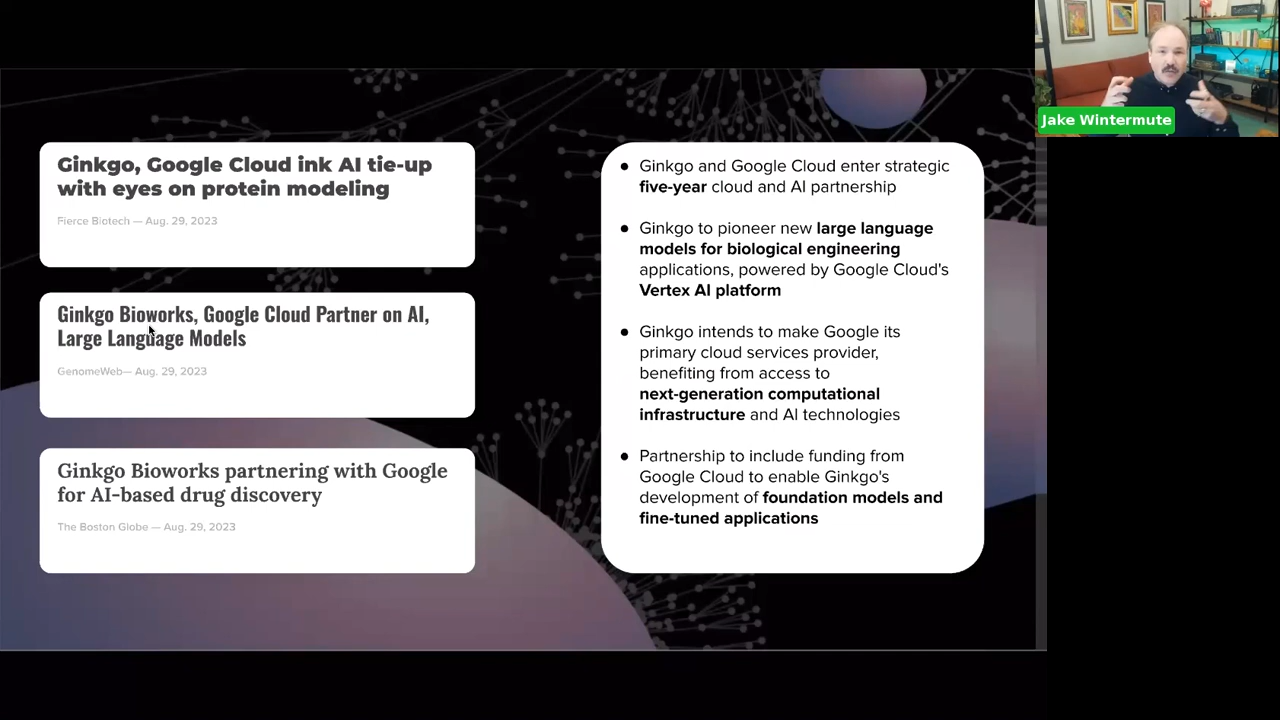 Ginkgo, Google Cloud ink AI tie-up
with eyes on protein modeling
Fierce Biotech — Aug. 29, 2023
Ginkgo Bioworks, Google Cloud Partner on AI,
Large Language Models
GenomeWeb— Aug. 29, 2023
Ginkgo Bioworks partnering with Google
for AI-based drug discovery
The Boston Globe — Aug. 29, 2023
● Ginkgo and Google Cloud enter strategic
five-year cloud and AI partnership
● Ginkgo to pioneer new large language
models for biological engineering
applications, powered by Google Cloud's
Vertex AI platform
● Ginkgo intends to make Google its
primary cloud services provider,
benefiting from access to
next-generation computational
infrastructure and AI technologies
● Partnership to include funding from
Google Cloud to enable Ginkgo's
development of foundation models and
fine-tuned applications
Jake Wintermute